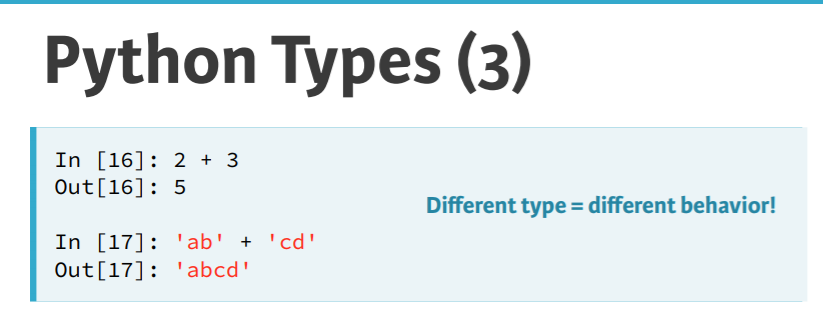 Python Types (3)
In [16]: 2 + 3
Out[16]: 5
Different type = different behavior!
In [17]: 'ab' + 'cd'
Out[17]: 'abcd'